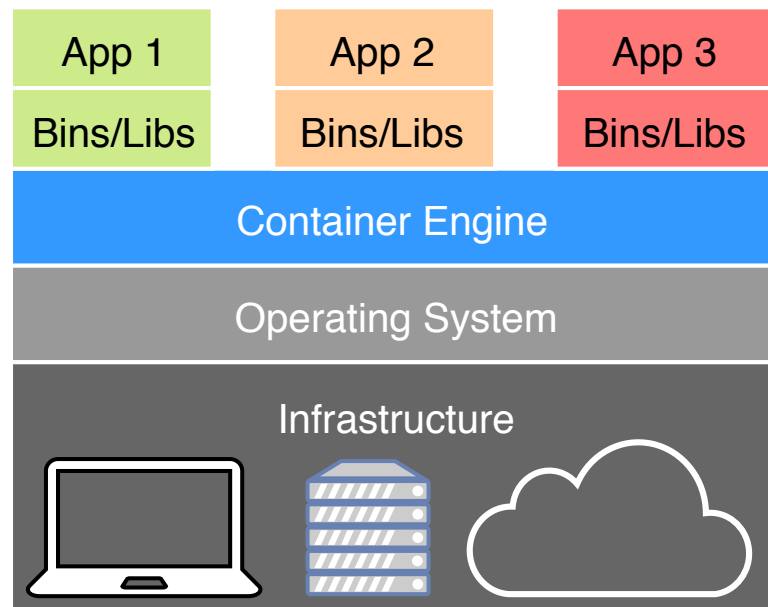 App 1
App 2
App 3
Bins/Libs
Bins/Libs
Bins/Libs
Container Engine
Operating System
Infrastructure